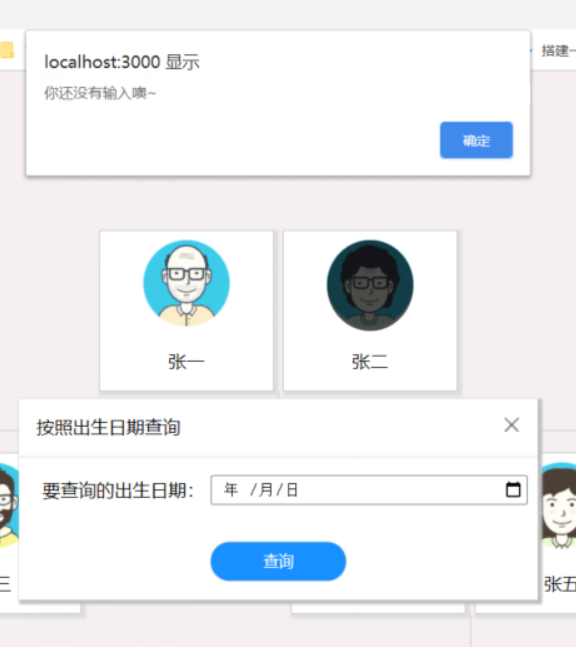 搭建一
localhost:3000 显示
你还没有输入噢~
确定
张一
张二
按照出生日期查询
要查询的出生日期：
年 /月/日
查询
三
张五